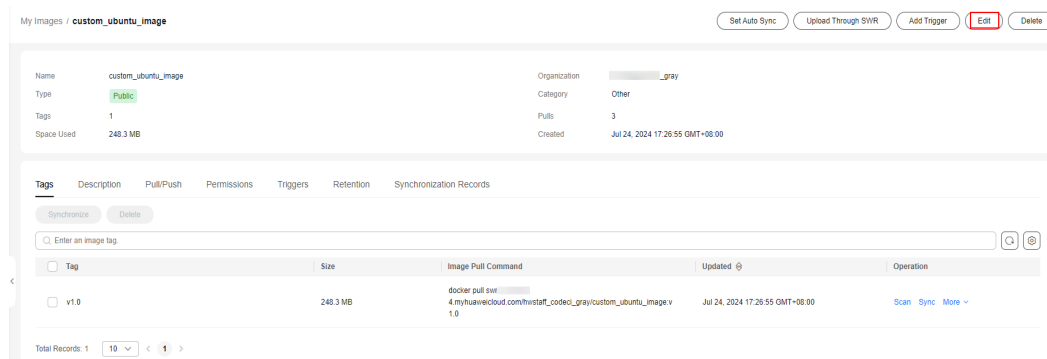 My Images / custom_ubuntu_image
Set Auto Sync Upload Through SWR Add Trigger Edit Delete
Name custom_ubuntu_image Organization _gray
Type Public Category Other
Tags 1 Pulls 3
Space Used 248.3 MB Created Jul 24, 2024 17:26:55 GMT+08:00
Tags Description Pull/Push Permissions Triggers Retention Synchronization Records
Synchronize Delete
Enter an image tag.
Tag Size Image Pull Command Updated Operation
docker pull swr
v1.0 248.3 MB 4.myhuaweicloud.com/hwstaff_codeci_gray/custom_ubuntu_image:v Jul 24, 2024 17:26:55 GMT+08:00 Scan Sync More
1.0
Total Records: 1 10 < 1 >